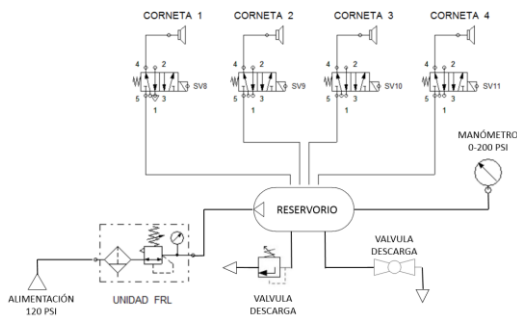 CORNETA 1
CORNETA 2
CORNETA 3
CORNETA 4
4 2
4 2
4 2
4 2
SV8
SV9
SV10
SV11
5 3
5 3
5 3
5 3
1
1
1
1
MANÓMETRO
0-200 PSI
RESERVORIO
VALVULA
DESCARGA
ALIMENTACIÓN
120 PSI
UNIDAD FRL
VALVULA
DESCARGA